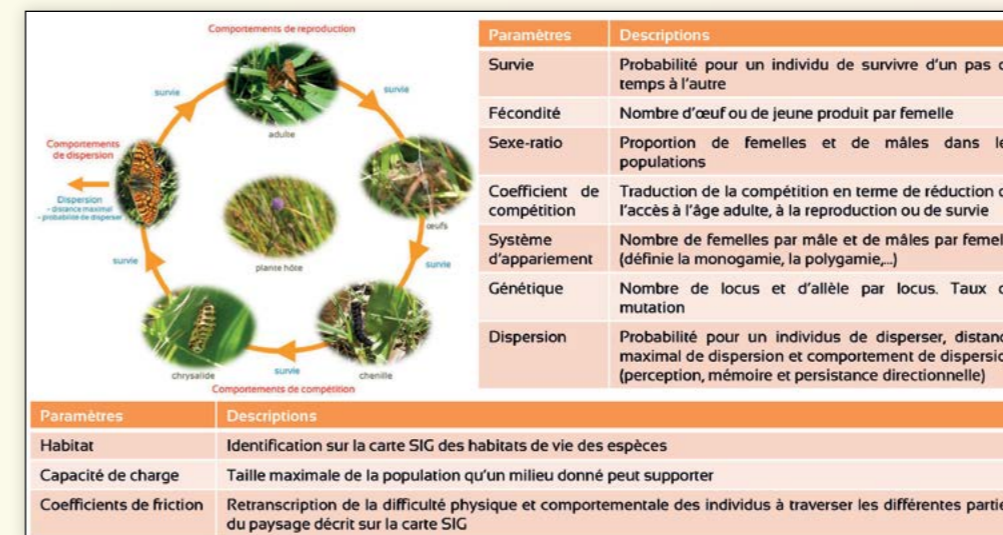 Comportements de reproduction
survie
survie
adulte
Comportements
de dispersion
Dispersion
- distance maximal
- probabilité de disperser
œufs
plante hôte
survie
survie
chrysalide
survie
chenille
Comportements de compétition
Paramètres Descriptions
Survie Probabilité pour un individu de survivre d'un pas
temps à l'autre
Fécondité Nombre d'œuf ou de jeune produit par femelle
Sexe-ratio Proportion de femelles et de mâles dans
populations
Coefficient de Traduction de la compétition en terme de réduction
compétition l'accès à l'âge adulte, à la reproduction ou de survie
Système Nombre de femelles par mâle et de mâles par
d'appariement (définie la monogamie, la polygamie,...)
Génétique Nombre de locus et d'allèle par locus. Taux
mutation
Dispersion Probabilité pour un individus de disperser,
maximal de dispersion et comportement de
(perception, mémoire et persistance directionnelle)
Paramètres Descriptions
Habitat Identification sur la carte SIG des habitats de vie des espèces
Capacité de charge Taille maximale de la population qu'un milieu donné peut supporter
Coefficients de friction Retranscription de la difficulté physique et comportementale des individus à traverser les différentes
du paysage décrit sur la carte SIG